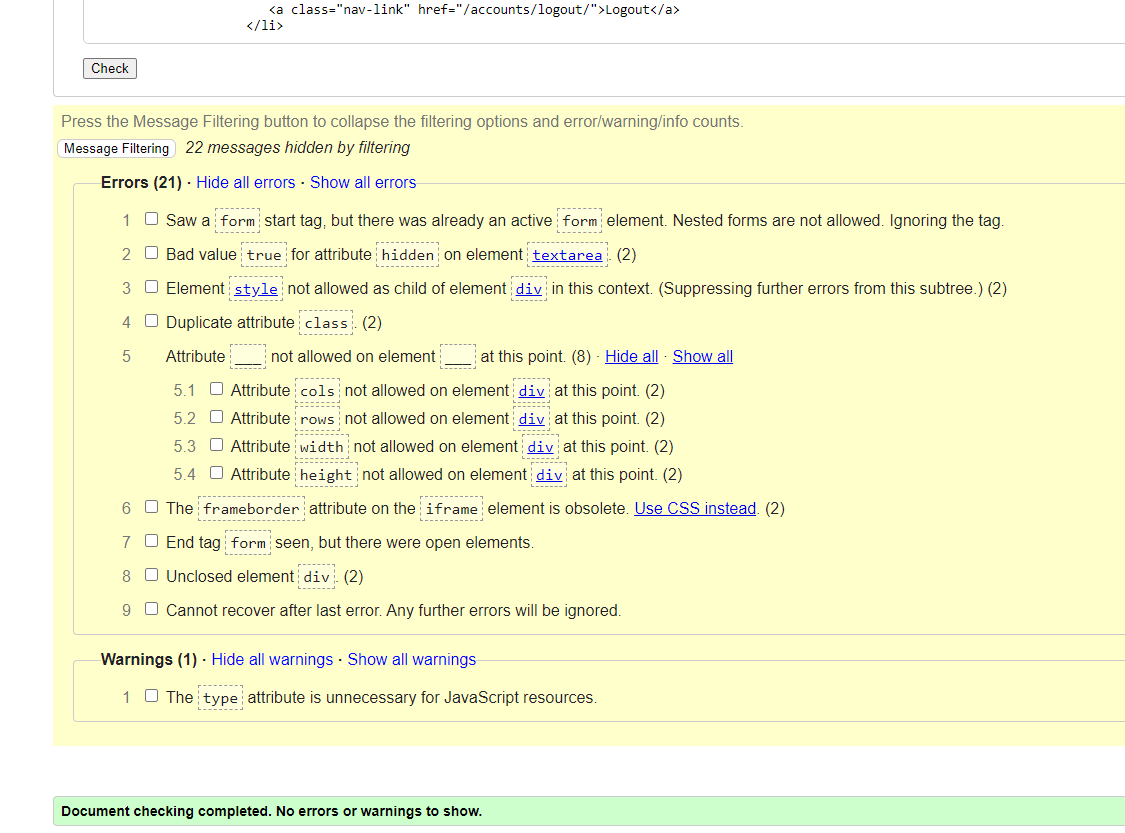 <a class="nav-link" href="/accounts/logout/">Logout</a>
</li>
Check
Press the Message Filtering button to collapse the filtering options and error/warning/info counts.
Message Filtering 22 messages hidden by filtering
Errors (21) · Hide all errors · Show all errors
1 Saw a form start tag, but there was already an active form element. Nested forms are not allowed. Ignoring the tag.
2 Bad value true for attribute hidden on element textarea. (2)
3 Element style not allowed as child of element div in this context. (Suppressing further errors from this subtree.) (2)
4 Duplicate attribute class. (2)
5 Attribute ___ not allowed on element ___ at this point. (8) · Hide all · Show all
5.1 Attribute cols not allowed on element div at this point. (2)
5.2 Attribute rows not allowed on element div at this point. (2)
5.3 Attribute width not allowed on element div at this point. (2)
5.4 Attribute height not allowed on element div at this point. (2)
6 The frameborder attribute on the iframe element is obsolete. Use CSS instead. (2)
7 End tag form seen, but there were open elements.
8 Unclosed element div. (2)
9 Cannot recover after last error. Any further errors will be ignored.
Warnings (1) · Hide all warnings · Show all warnings
1 The type attribute is unnecessary for JavaScript resources.
Document checking completed. No errors or warnings to show.